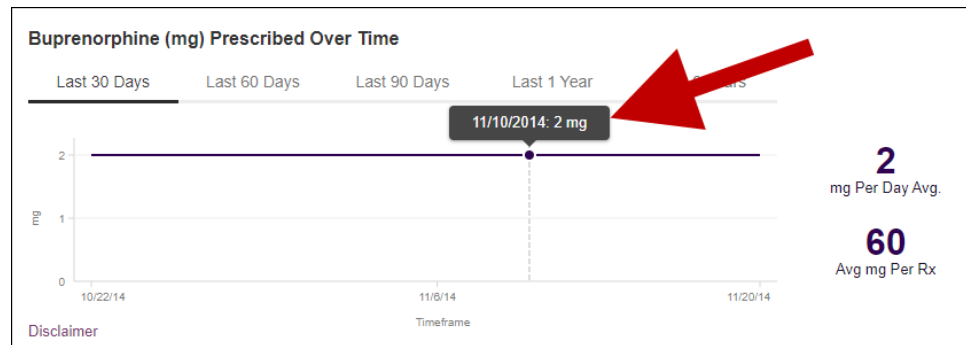 Buprenorphine (mg) Prescribed Over Time
Last 30 Days Last 60 Days Last 90 Days Last 1 Year
11/10/2014: 2 mg
2
1
0
mg
10/22/14 11/6/14 11/20/14
Timeframe
2
mg Per Day Avg.
60
Avg mg Per Rx
Disclaimer